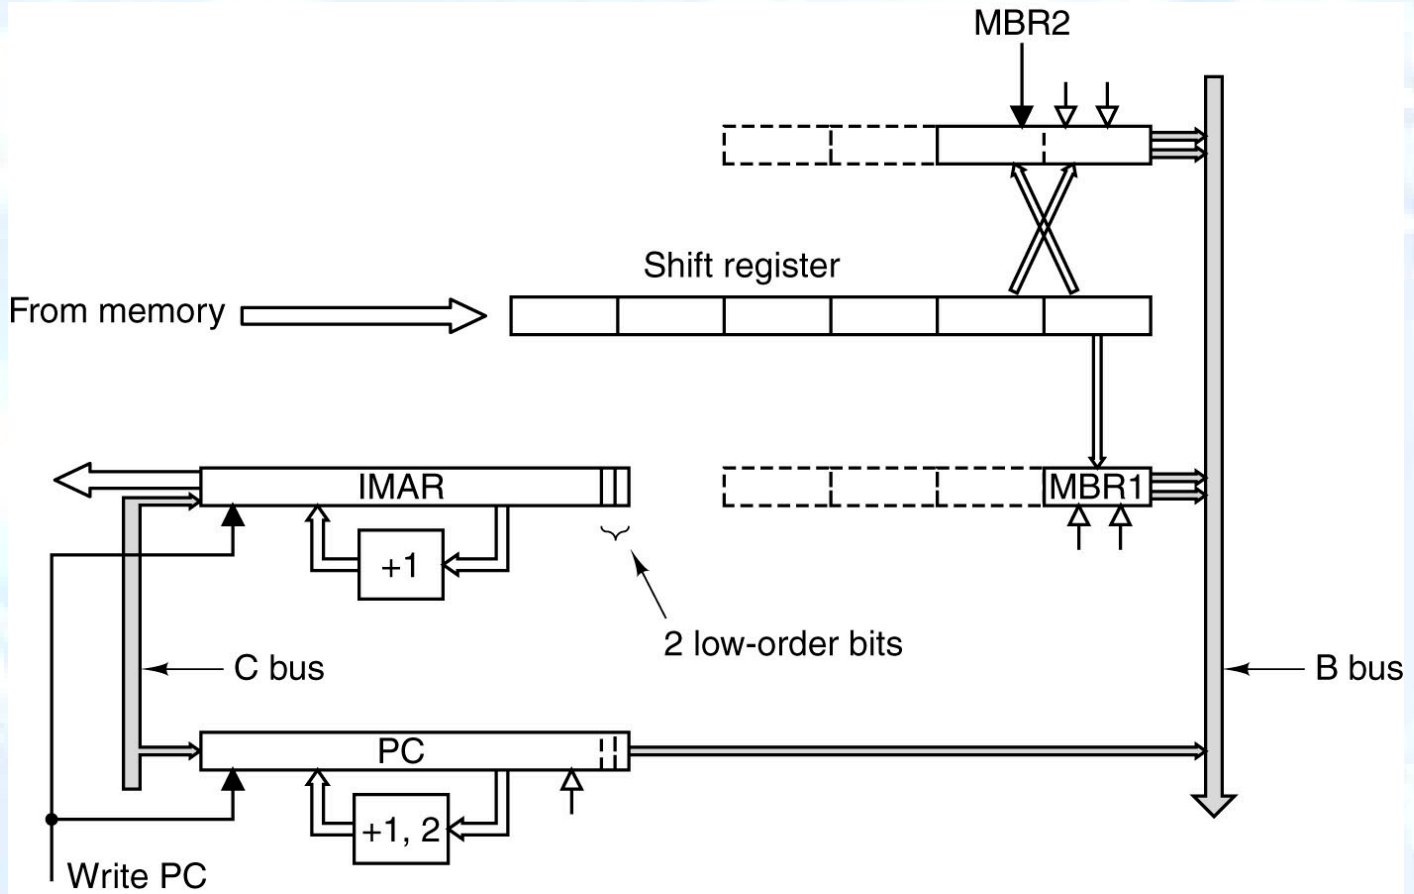 MBR2
Shift register
From memory
IMAR
MBR1
+1
2 low-order bits
C bus
B bus
PC
+1, 2
Write PC